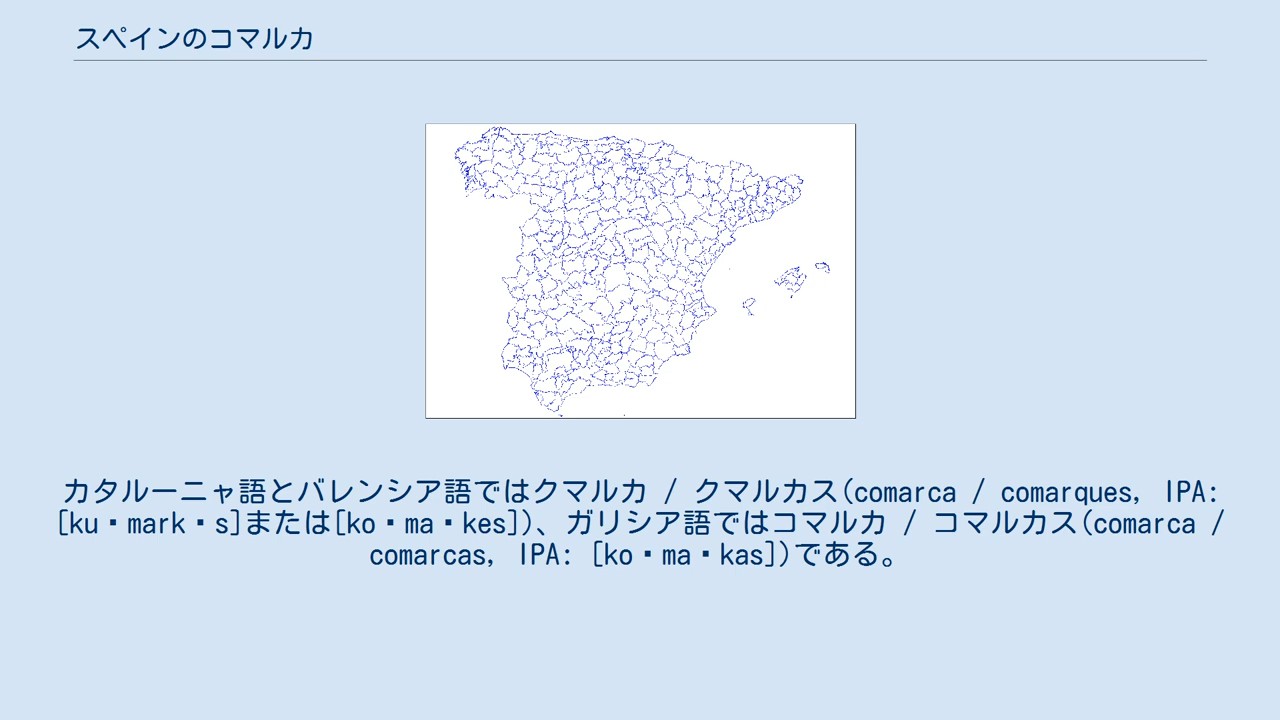 スペインのコマルカ
カタルーニャ語とバレンシア語ではクマルカ / クマルカス(comarca / comarques, IPA:
[ku·mark·s]または[ko·ma·kes])、ガリシア語ではコマルカ / コマルカス(comarca /
comarcas, IPA: [ko·ma·kas])である。